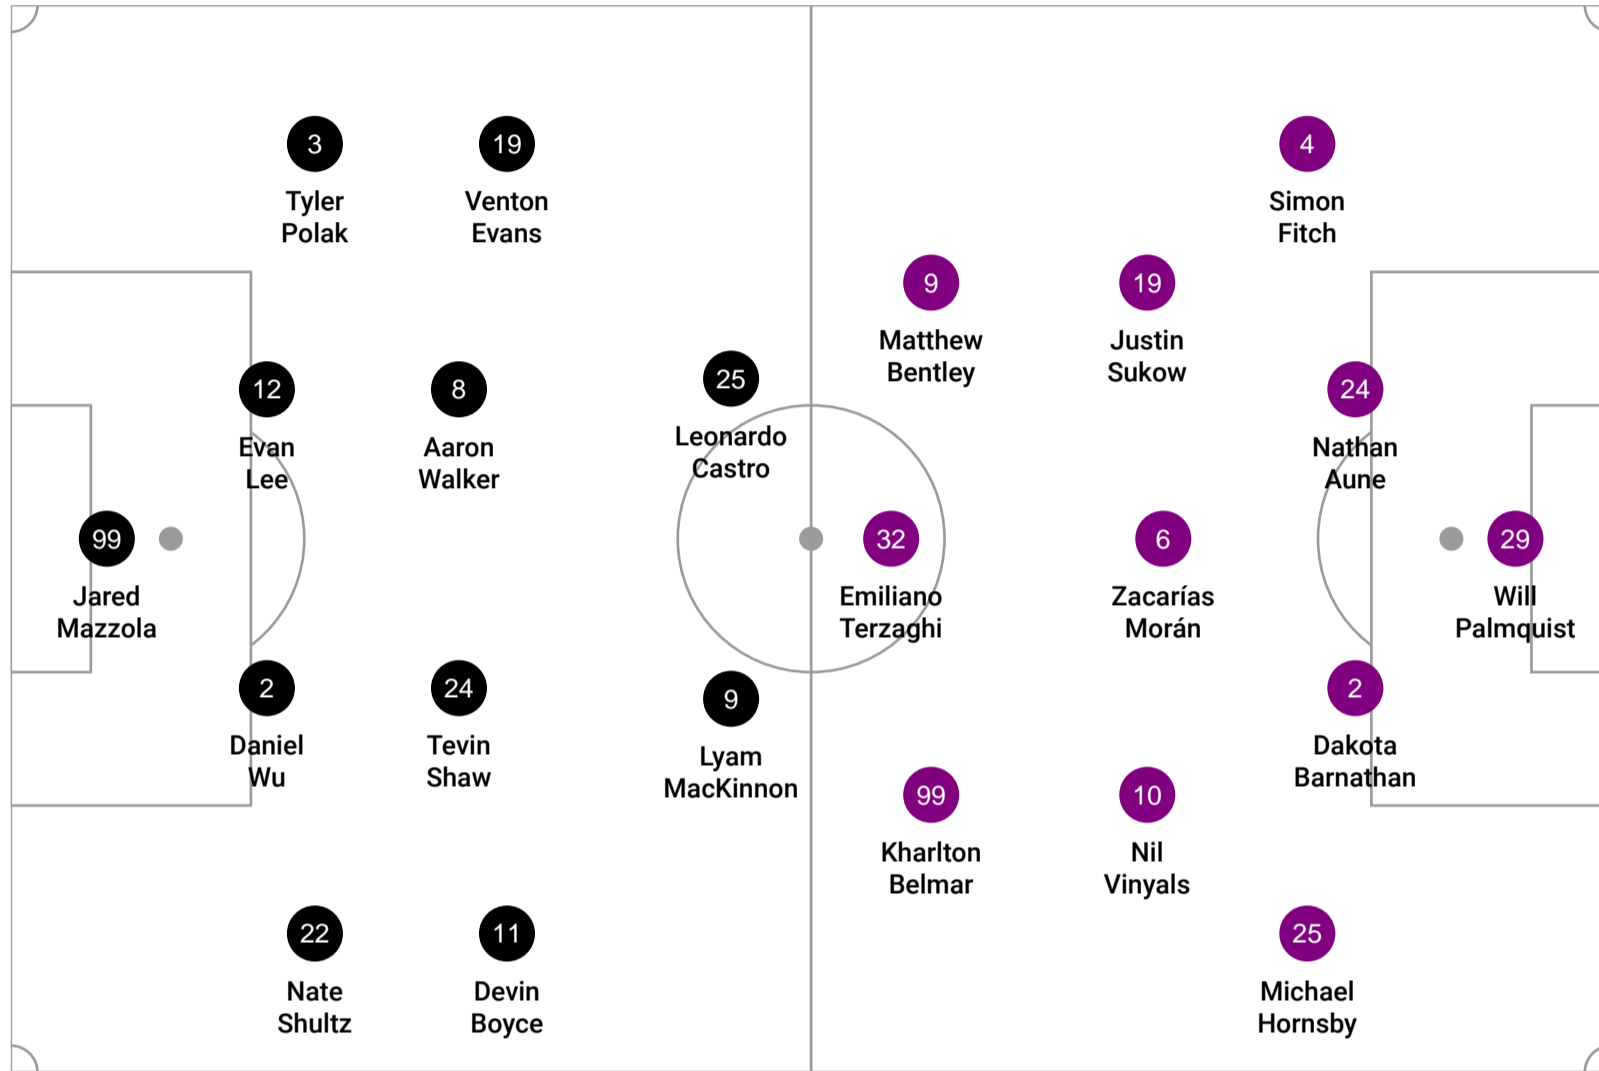 3
Tyler
Polak
19
Venton
Evans
4
Simon
Fitch
9
Matthew
Bentley
19
Justin
Sukow
12
Evan
Lee
8
Aaron
Walker
25
Leonardo
Castro
24
Nathan
Aune
99
Jared
Mazzola
32
Emiliano
Terzaghi
6
Zacarías
Morán
29
Will
Palmquist
2
Daniel
Wu
24
Tevin
Shaw
9
Lyam
MacKinnon
2
Dakota
Barnathan
99
Kharlton
Belmar
10
Nil
Vinyals
22
Nate
Shultz
11
Devin
Boyce
25
Michael
Hornsby